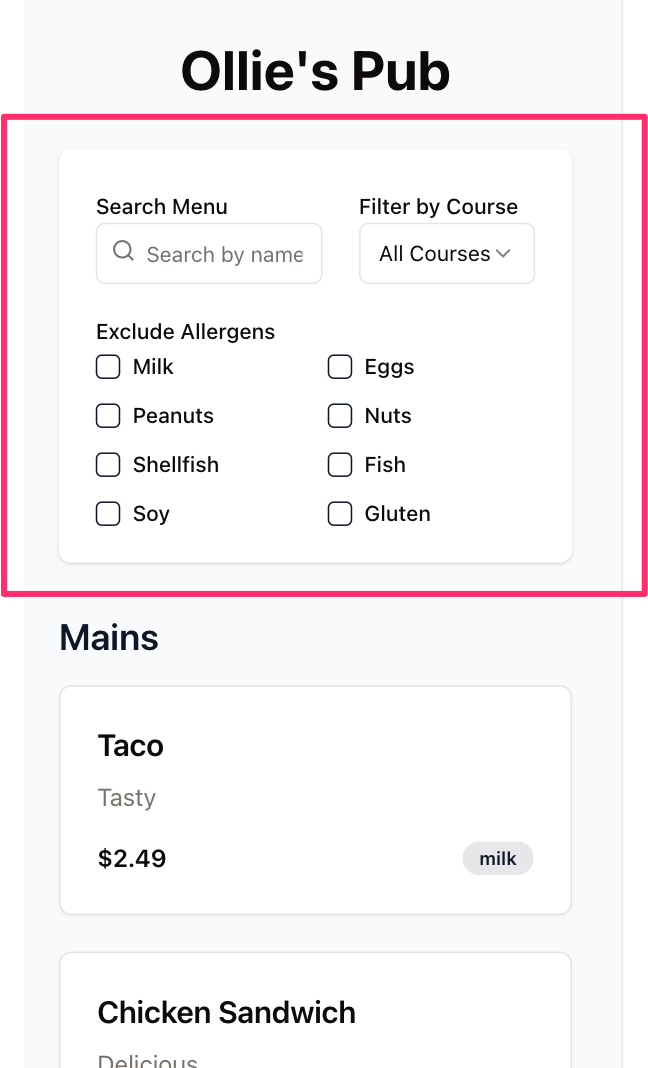 Ollie's Pub
Search Menu
Filter by Course
Search by name
All Courses
Exclude Allergens
Milk
Eggs
Peanuts
Nuts
Shellfish
Fish
Soy
Gluten
Mains
Taco
Tasty
$2.49
milk
Chicken Sandwich
Delicious